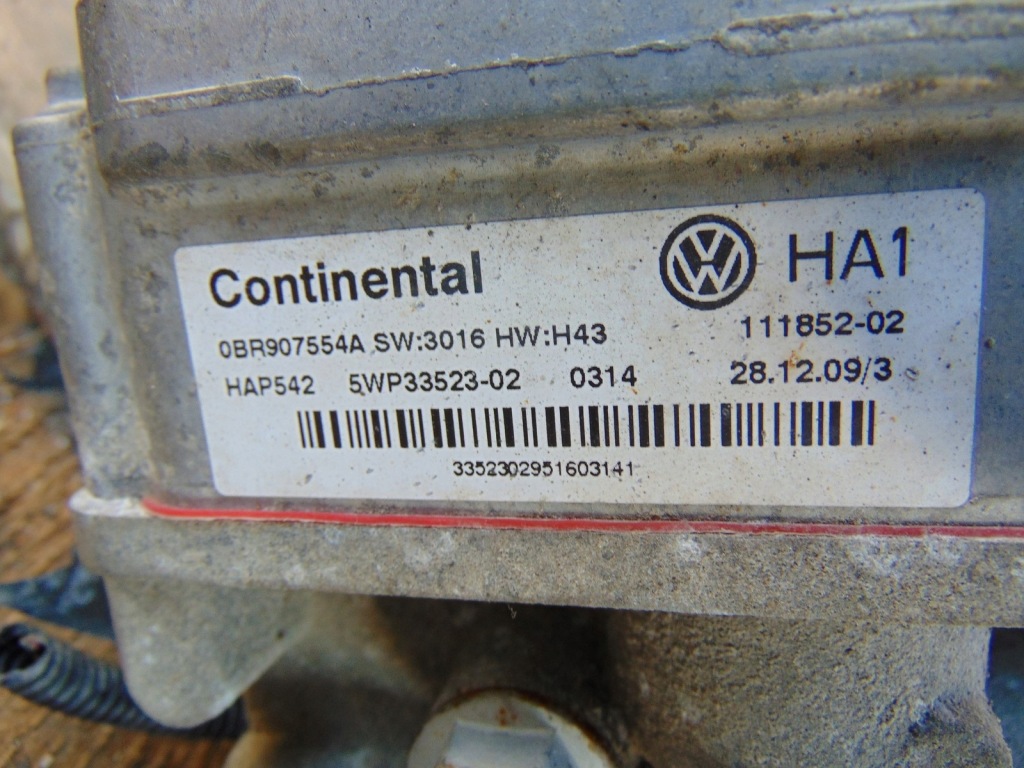 Continental
HA1
0BR907554A SW:3016 HW:H43
111852-02
HAP542 5WP33523-02 0314
28.12.09/3
3352302951603141